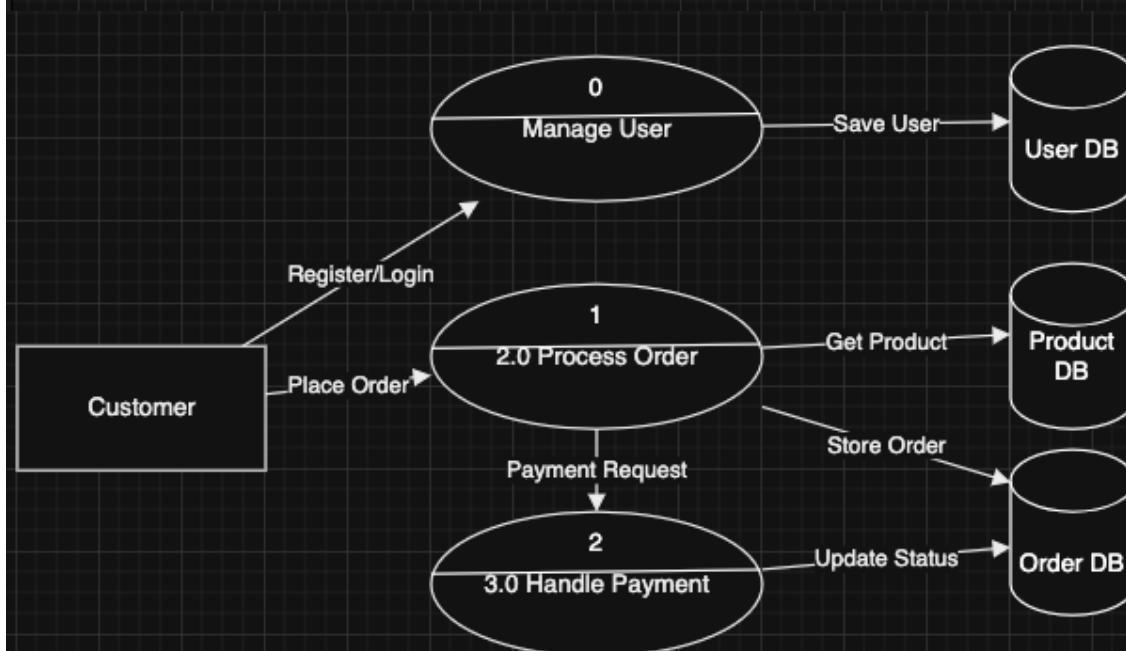 0
Manage User
Save User
User DB
Register/Login
1
2.0 Process Order
Get Product
Product
DB
Customer
Place Order
Store Order
Payment Request
2
3.0 Handle Payment
Update Status
Order DB